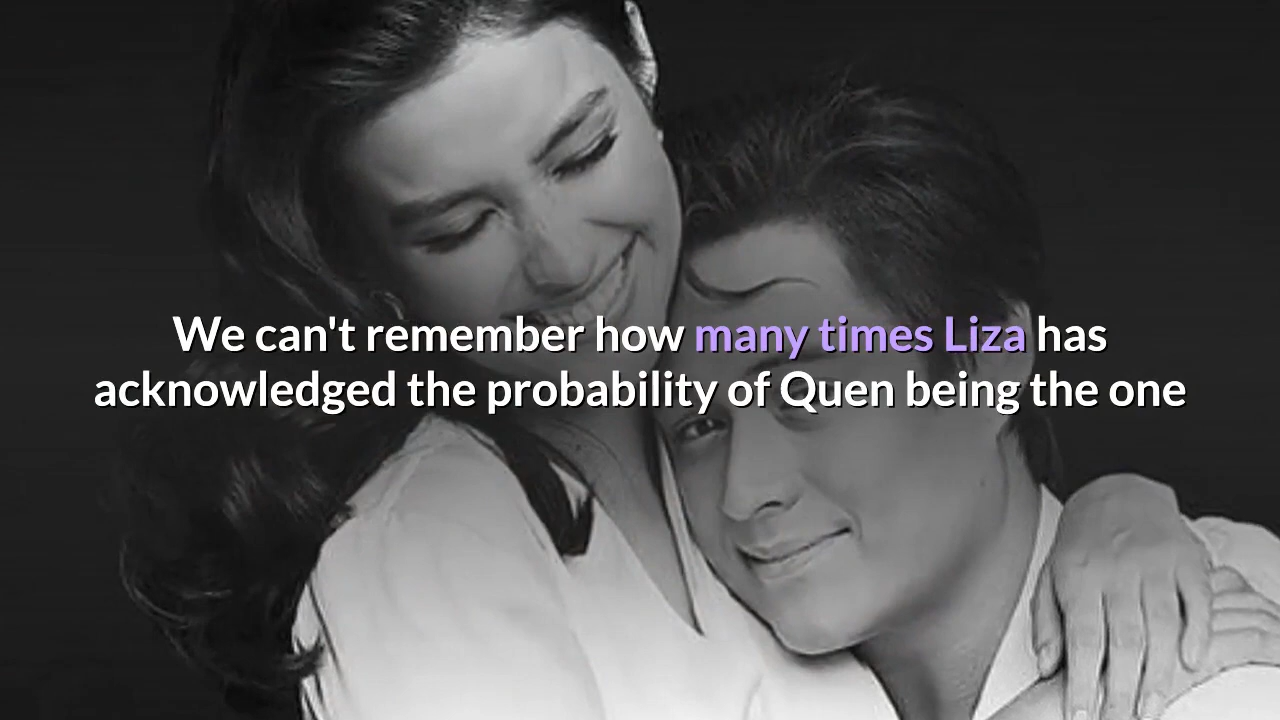 We can't remember how many times Liza has
acknowledged the probability of Quen being the one